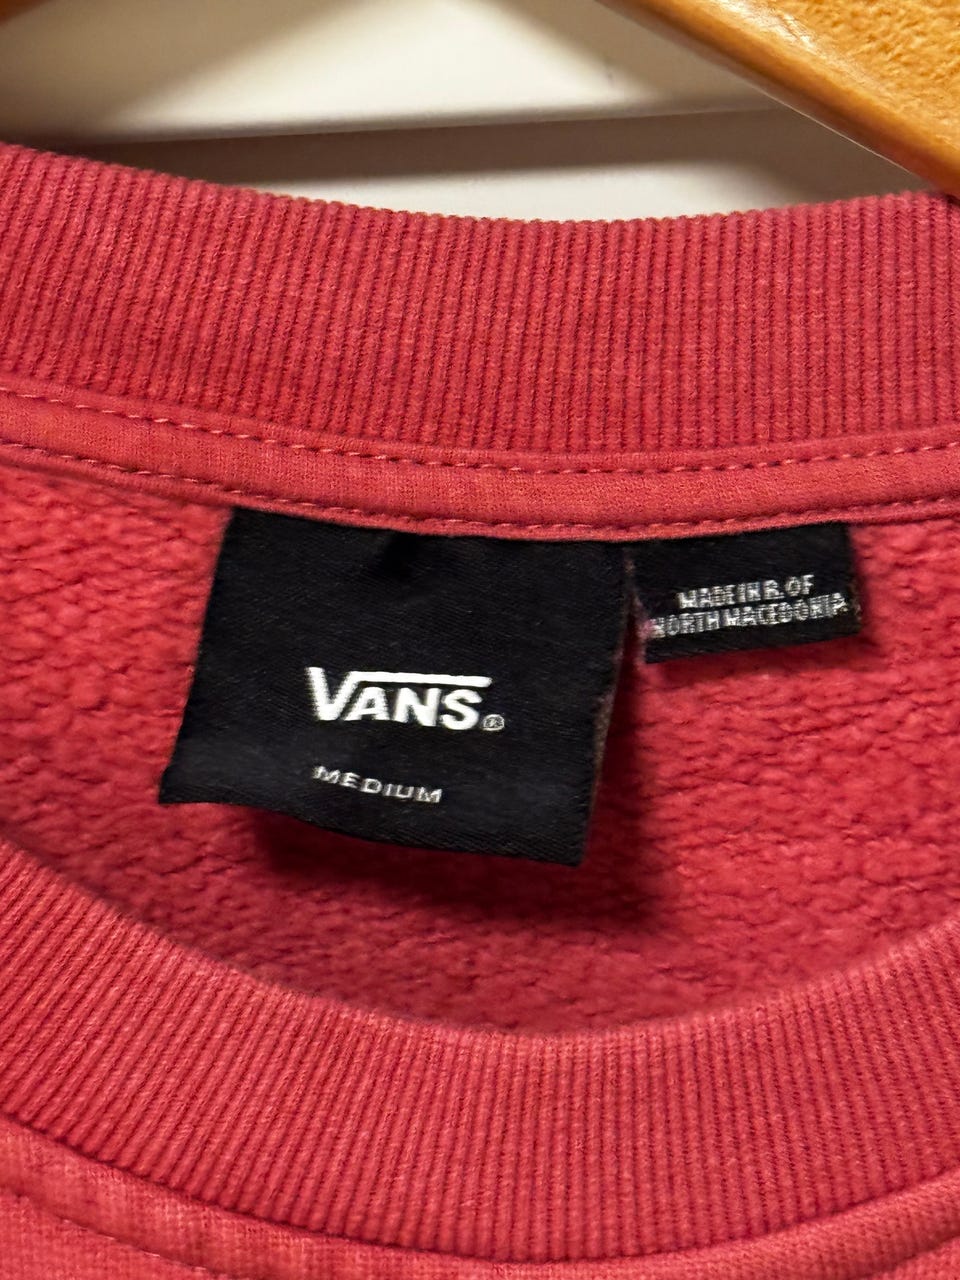 VANS®
MEDIUM
MADE IN R. OF
NORTH MACEDONIA